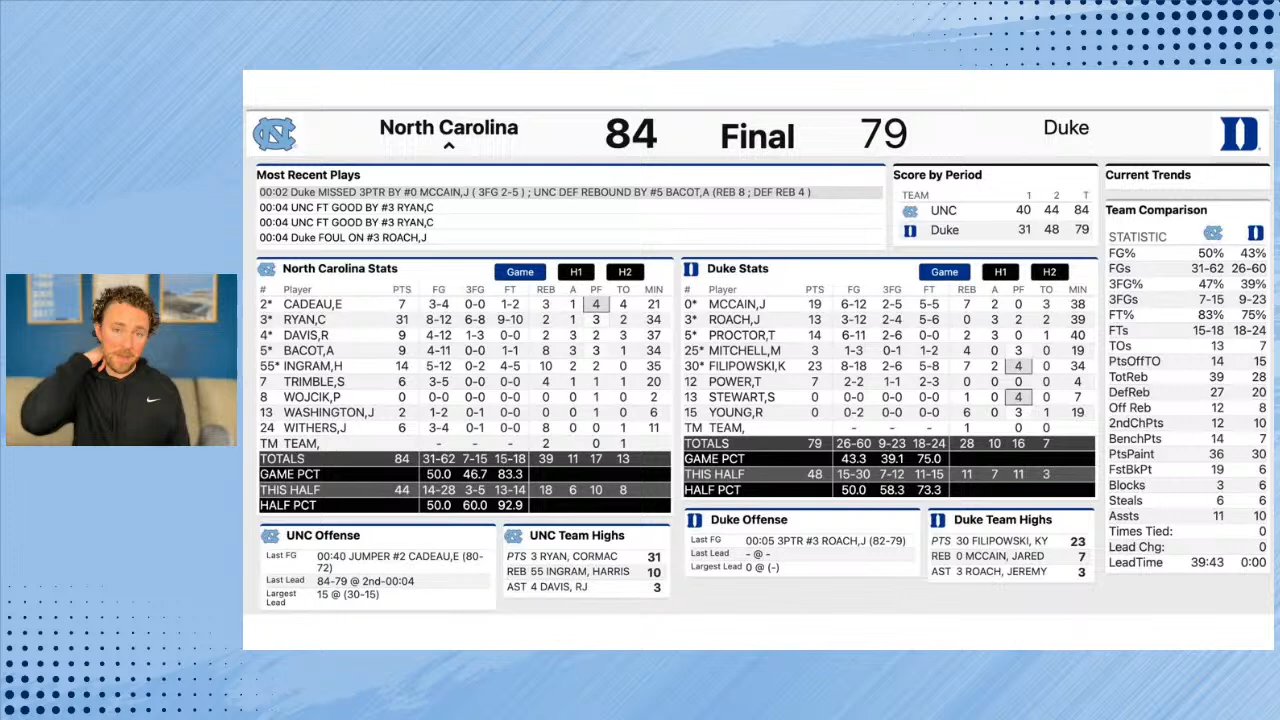 North Carolina 84 Final 79 Duke
Most Recent Plays
00:02 Duke MISSED 3PTR BY #0 MCCAIN,J ( 3FG 2-5 ) ; UNC DEF REBOUND BY #5 BACOT,A (REB 8 ; DEF REB 4 )
00:04 UNC FT GOOD BY #3 RYAN,C
00:04 UNC FT GOOD BY #3 RYAN,C
00:04 Duke FOUL ON #3 ROACH,J
Score by Period
TEAM 1 2 T
UNC 40 44 84
Duke 31 48 79
Current Trends
Team Comparison
STATISTIC
FG% 50% 43%
FGs 31-62 26-60
3FG% 47% 39%
3FGs 7-15 9-23
FT% 83% 75%
FTs 15-18 18-24
TOs 13 7
PtsOffTO 14 15
TotReb 39 28
DefReb 27 20
Off Reb 12 8
2ndChPts 12 10
BenchPts 14 7
PtsPaint 36 30
FstBkPt 19 6
Blocks 3 6
Steals 6 6
Assts 11 10
Times Tied: 0
Lead Chg: 0
LeadTime 39:43 0:00
North Carolina Stats Game H1 H2
# Player PTS FG 3FG FT REB A PF TO MIN
2* CADEAU,E 7 3-4 0-0 1-2 3 1 4 4 21
3* RYAN,C 31 8-12 6-8 9-10 2 1 3 2 34
4* DAVIS,R 9 4-12 1-3 0-0 2 3 2 3 37
5* BACOT,A 9 4-11 0-0 1-1 8 3 3 1 34
55* INGRAM,H 14 5-12 0-2 4-5 10 2 2 0 35
7 TRIMBLE,S 6 3-5 0-0 0-0 4 1 1 1 20
8 WOJCIK,P 0 0-0 0-0 0-0 0 0 1 0 2
13 WASHINGTON,J 2 1-2 0-1 0-0 0 0 0 0 6
24 WITHERS,J 6 3-4 0-1 0-0 8 0 0 1 11
TM TEAM, - - - 2 0 1
TOTALS 84 31-62 7-15 15-18 39 11 17 13
GAME PCT 50.0 46.7 83.3
THIS HALF 44 14-28 3-5 13-14 18 6 10 8
HALF PCT 50.0 60.0 92.9
Duke Stats Game H1 H2
# Player PTS FG 3FG FT REB A PF TO MIN
0* MCCAIN,J 19 6-12 2-5 5-5 7 2 0 3 38
3* ROACH,J 13 3-12 2-4 5-6 0 3 2 2 39
5* PROCTOR,T 14 6-11 2-6 0-0 2 3 0 1 40
25* MITCHELL,M 3 1-3 0-1 1-2 4 0 3 0 19
30* FILIPOWSKI,K 23 8-18 2-6 5-8 7 2 4 0 34
12 POWER,T 7 2-2 1-1 2-3 0 0 0 0 4
13 STEWART,S 0 0-0 0-0 0-0 1 0 4 0 7
15 YOUNG,R 0 0-2 0-0 0-0 6 0 3 1 19
TM TEAM, - - - 1 0 0
TOTALS 79 26-60 9-23 18-24 28 10 16 7
GAME PCT 43.3 39.1 75.0
THIS HALF 48 15-30 7-12 11-15 11 7 11 3
HALF PCT 50.0 58.3 73.3
UNC Offense
Last FG 00:40 JUMPER #2 CADEAU,E (80-
72)
Last Lead 84-79 @ 2nd-00:04
Largest Lead 15 @ (30-15)
UNC Team Highs
PTS 3 RYAN, CORMAC 31
REB 55 INGRAM, HARRIS 10
AST 4 DAVIS, RJ 3
Duke Offense
Last FG 00:05 3PTR #3 ROACH,J (82-79)
Last Lead - @ -
Largest Lead 0 @ (-)
Duke Team Highs
PTS 30 FILIPOWSKI, KY 23
REB 0 MCCAIN, JARED 7
AST 3 ROACH, JEREMY 3